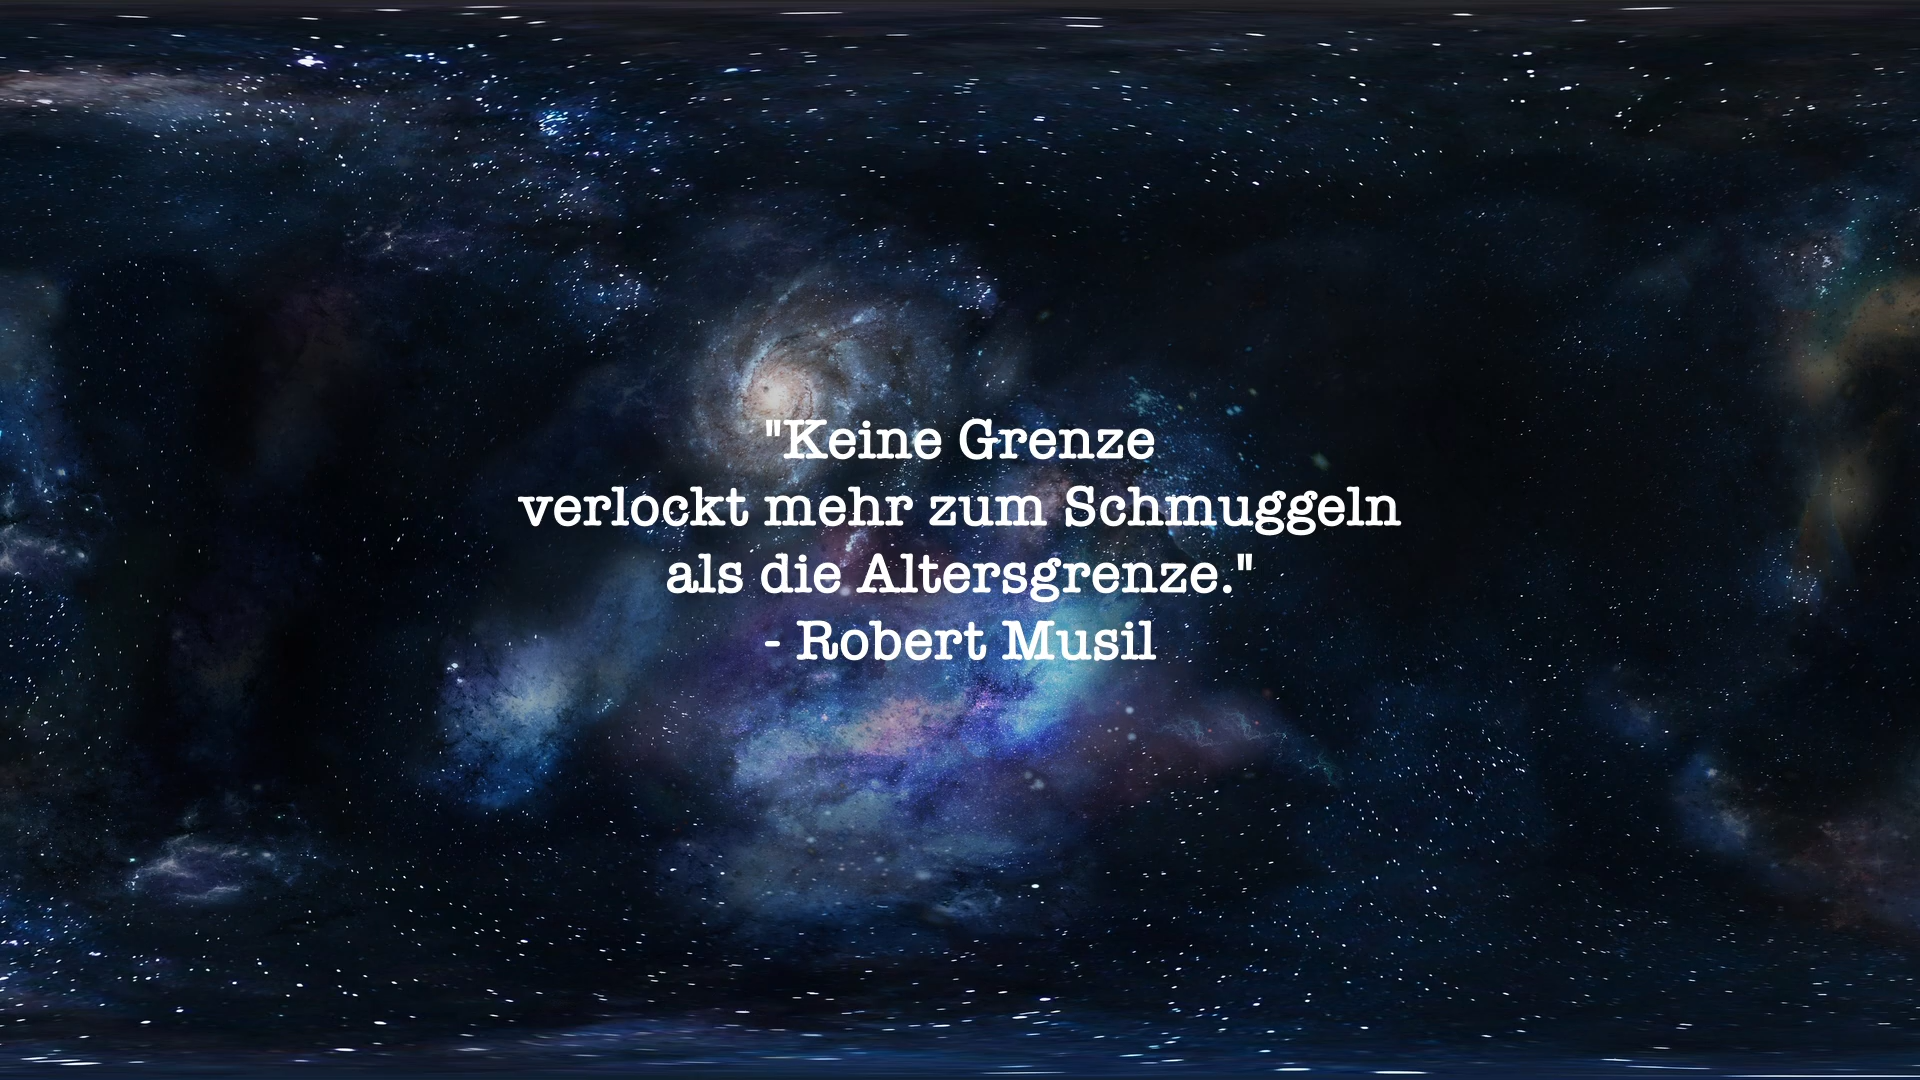 "Keine Grenze
verlockt mehr zum Schmuggeln
als die Altersgrenze."
- Robert Musil